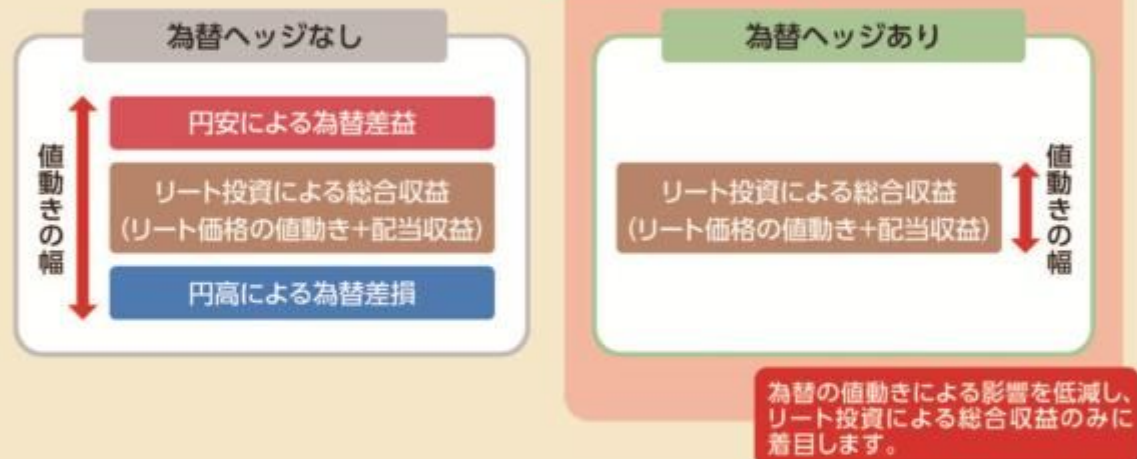 為替ヘッジなし
値動きの幅
円安による為替差益
リート投資による総合収益
(リート価格の値動き+配当収益)
円高による為替差損
為替ヘッジあり
リート投資による総合収益
(リート価格の値動き+配当収益)
値動きの幅
為替の値動きによる影響を低減し、
リート投資による総合収益のみに
着目します。